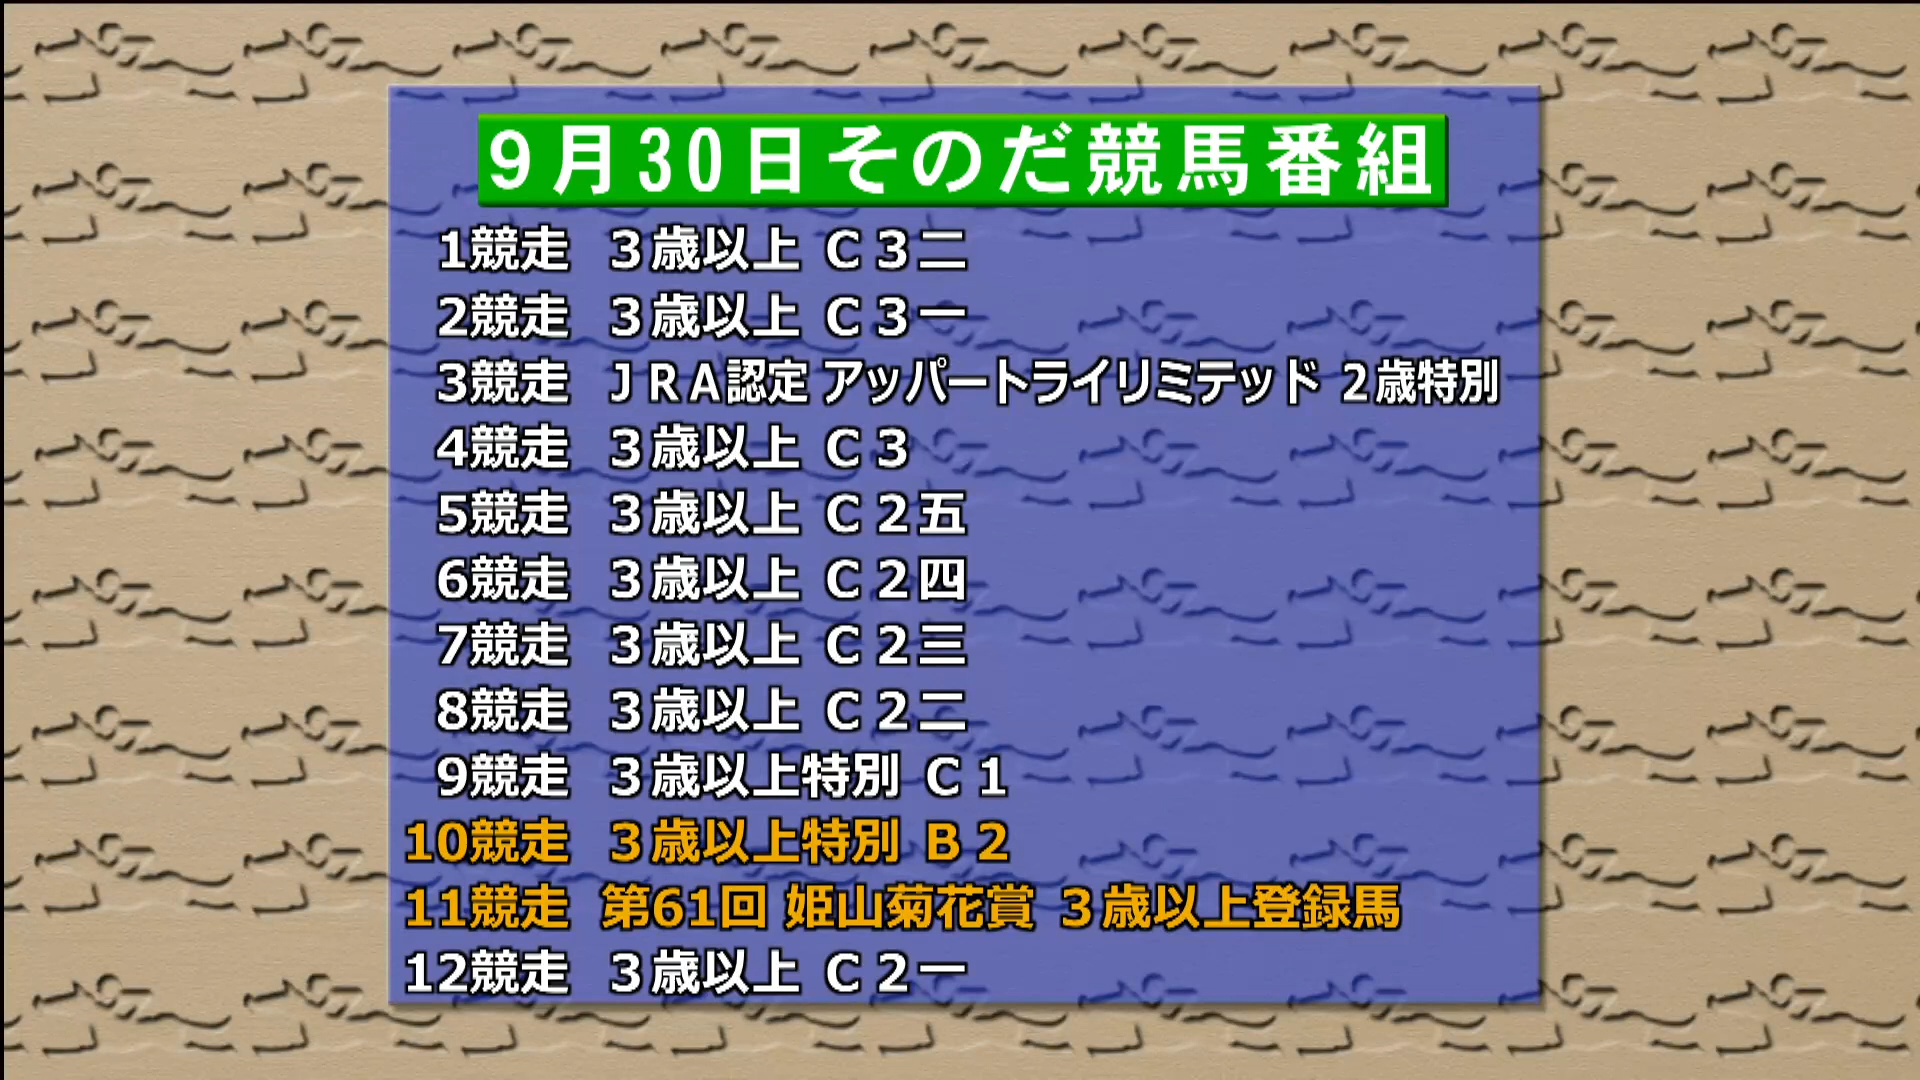 ９月30日そのだ競馬番組
1競走 ３歳以上 Ｃ３二
2競走 ３歳以上 Ｃ３一
3競走 ＪＲＡ認定 アッパートライリミテッド ２歳特別
4競走 ３歳以上 Ｃ３
5競走 ３歳以上 Ｃ２五
6競走 ３歳以上 Ｃ２四
7競走 ３歳以上 Ｃ２三
8競走 ３歳以上 Ｃ２二
9競走 ３歳以上特別 Ｃ１
10競走 ３歳以上特別 Ｂ２
11競走 第61回 姫山菊花賞 ３歳以上登録馬
12競走 ３歳以上 Ｃ２一